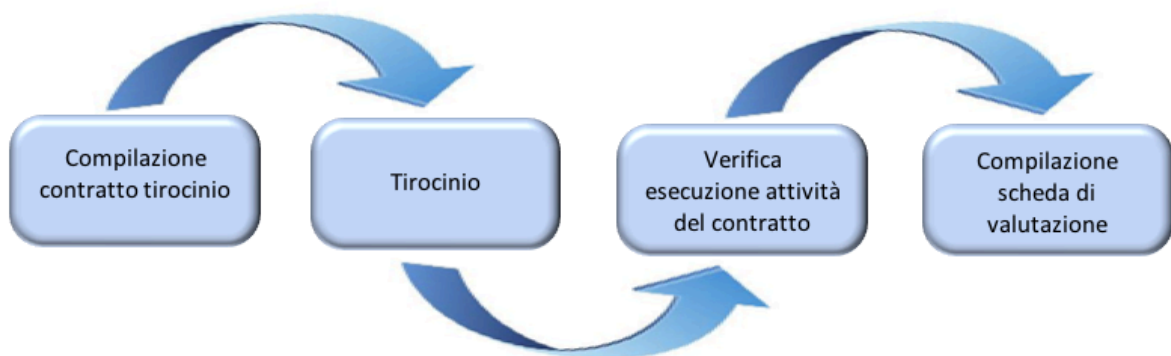 Compilazione
contratto tirocinio
Tirocinio
Verifica
esecuzione attività
del contratto
Compilazione
scheda di
valutazione